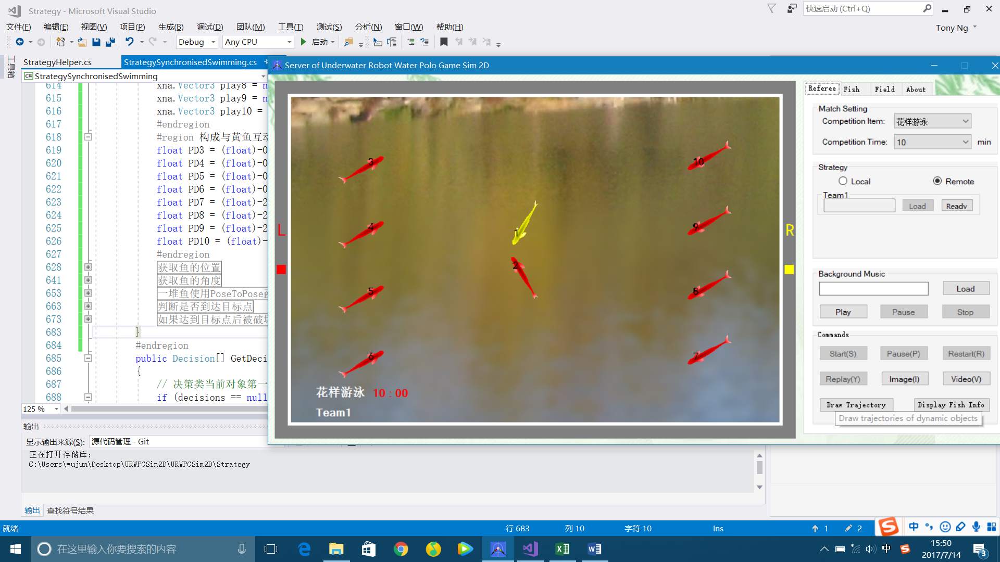 Strategy - Microsoft Visual Studio
快速启动 (Ctrl+Q)
文件(F) 编辑(E) 视图(V) 项目(P) 生成(B) 调试(D) 团队(M) 工具(T) 测试(S) 分析(N) 窗口(W) 帮助(H)
Tony Ng
Debug Any CPU 启动
工具箱
StrategyHelper.cs StrategySynchronisedSwimming.cs
C# StrategySynchronisedSwimming
614 xna.Vector3 play8 = n
615 xna.Vector3 play9 = n
616 xna.Vector3 play10 =
617 #endregion
618 #region 构成与黄鱼互动
619 float PD3 = (float)-0
620 float PD4 = (float)-0
621 float PD5 = (float)-0
622 float PD6 = (float)-0
623 float PD7 = (float)-2
624 float PD8 = (float)-2
625 float PD9 = (float)-2
626 float PD10 = (float)-
627 #endregion
628 获取鱼的位置
641 获取鱼的角度
653 一堆鱼使用PoseToPose
663 判断是否到达目标点
673 如果达到目标点后被破
683 }
684 #endregion
685 public Decision[] GetDeci
686 {
687 // 决策类当前对象第一
688 if (decisions == null
125 %
输出
显示输出来源(S): 源代码管理 - Git
正在打开存储库:
C:\Users\wujun\Desktop\URWPGSim2D\URWPGSim2D\Strategy
输出 查找符号结果
就绪 行 683 列 10 字符 10 Ins 1 2
Server of Underwater Robot Water Polo Game Sim 2D
L
R
3
10
1
4
9
2
5
8
6
7
花样游泳 10 : 00
Team1
Referee Fish Field About
Match Setting
Competition Item: 花样游泳
Competition Time: 10 min
Strategy
Local Remote
Team1
Load Ready
Background Music
Load
Play Pause Stop
Commands
Start(S) Pause(P) Restart(R)
Replay(Y) Image(I) Video(V)
Draw Trajectory Display Fish Info
Draw trajectories of dynamic objects
S 中
在这里输入你要搜索的内容
中
15:50
2017/7/14
3